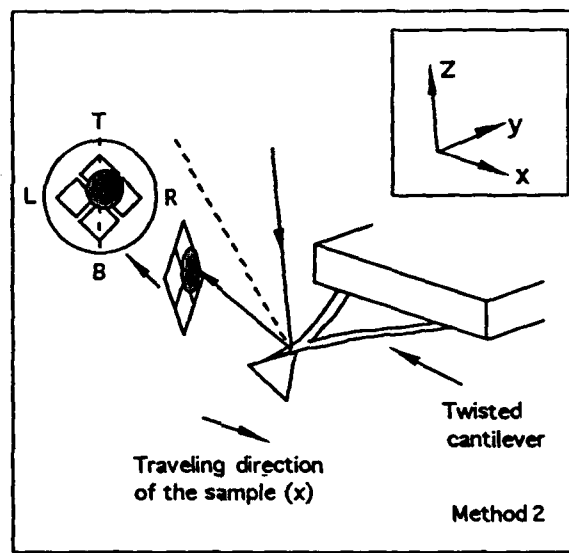 T
L
R
B
z
y
x
Twisted
cantilever
Traveling direction
of the sample (x)
Method 2